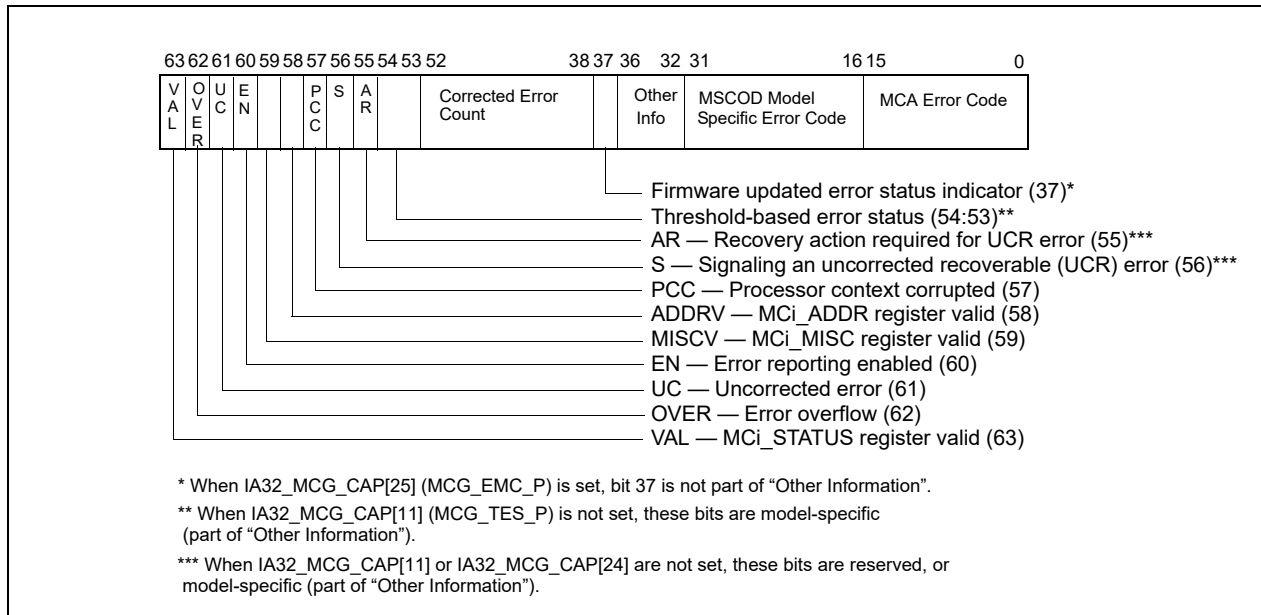 63 62 61 60 59 58 57 56 55 54 53 52 38 37 36 32 31 16 15 0
VAL OVER UC EN PCC S AR Corrected Error Count Other Info MSCOD Model Specific Error Code MCA Error Code
Firmware updated error status indicator (37)*
Threshold-based error status (54:53)**
AR — Recovery action required for UCR error (55)***
S — Signaling an uncorrected recoverable (UCR) error (56)***
PCC — Processor context corrupted (57)
ADDRV — MCi_ADDR register valid (58)
MISCV — MCi_MISC register valid (59)
EN — Error reporting enabled (60)
UC — Uncorrected error (61)
OVER — Error overflow (62)
VAL — MCi_STATUS register valid (63)
* When IA32_MCG_CAP[25] (MCG_EMC_P) is set, bit 37 is not part of “Other Information”.
** When IA32_MCG_CAP[11] (MCG_TES_P) is not set, these bits are model-specific
(part of “Other Information”).
*** When IA32_MCG_CAP[11] or IA32_MCG_CAP[24] are not set, these bits are reserved, or
model-specific (part of “Other Information”).